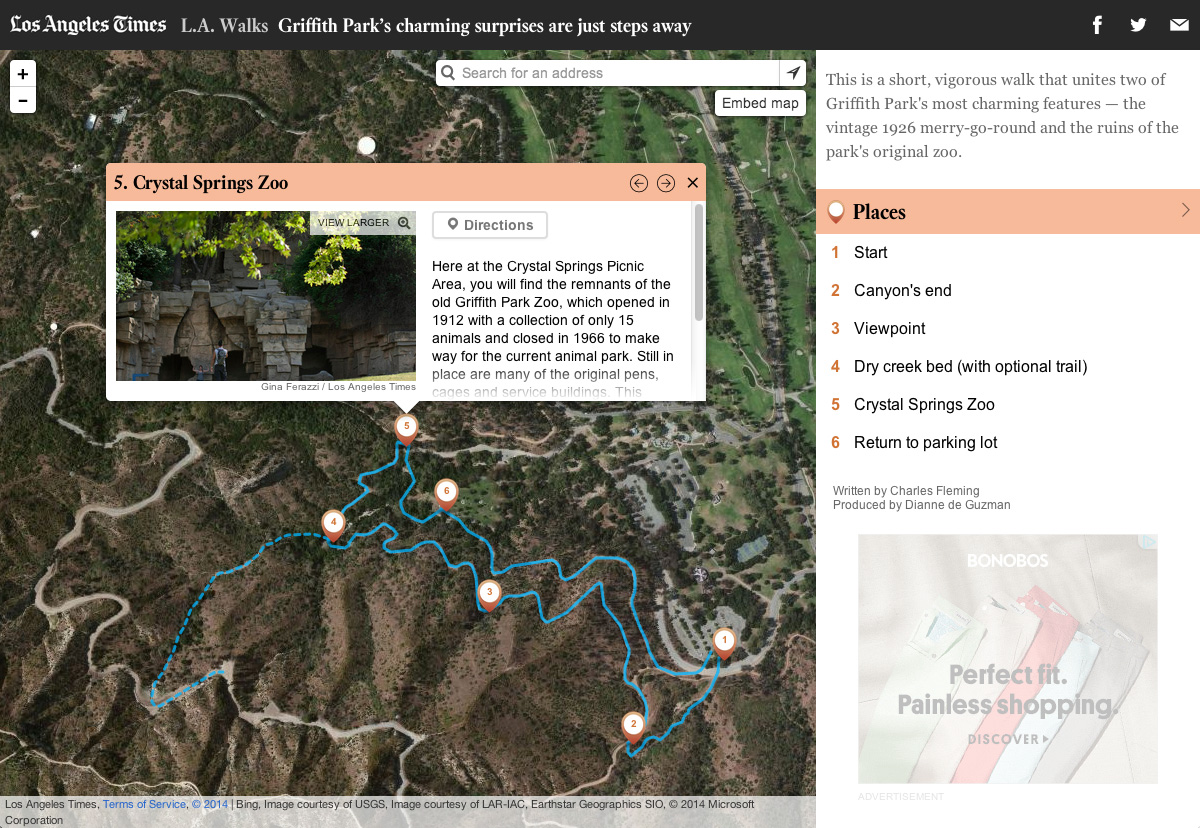 Los Angeles Times L.A. Walks Griffith Park's charming surprises are just steps away
+
−
Search for an address
Embed map
5. Crystal Springs Zoo
VIEW LARGER
Gina Ferazzi / Los Angeles Times
Directions
Here at the Crystal Springs Picnic
Area, you will find the remnants of the
old Griffith Park Zoo, which opened in
1912 with a collection of only 15
animals and closed in 1966 to make
way for the current animal park. Still in
place are many of the original pens,
cages and service buildings. This
5
6
4
3
1
2
Los Angeles Times, Terms of Service, © 2014 | Bing, Image courtesy of USGS, Image courtesy of LAR-IAC, Earthstar Geographics SIO, © 2014 Microsoft
Corporation
This is a short, vigorous walk that unites two of
Griffith Park's most charming features — the
vintage 1926 merry-go-round and the ruins of the
park's original zoo.
Places
1 Start
2 Canyon's end
3 Viewpoint
4 Dry creek bed (with optional trail)
5 Crystal Springs Zoo
6 Return to parking lot
Written by Charles Fleming
Produced by Dianne de Guzman
BONOBOS
Perfect fit.
Painless shopping.
DISCOVER
ADVERTISEMENT